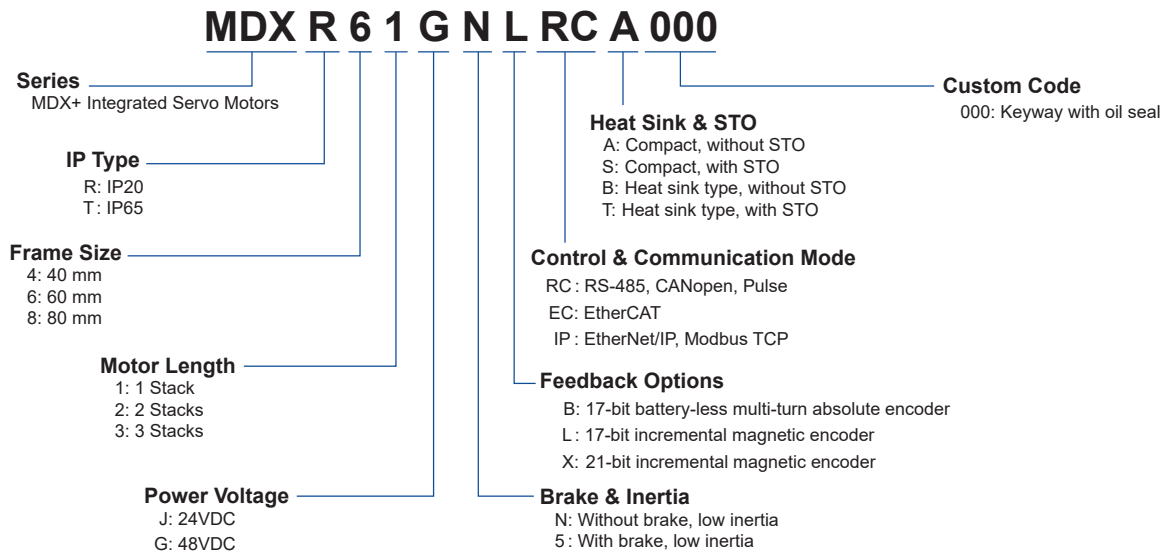 MDX R 6 1 G N L RC A 000
Series
MDX+ Integrated Servo Motors
IP Type
R: IP20
T: IP65
Frame Size
4: 40 mm
6: 60 mm
8: 80 mm
Motor Length
1: 1 Stack
2: 2 Stacks
3: 3 Stacks
Power Voltage
J: 24VDC
G: 48VDC
Custom Code
000: Keyway with oil seal
Heat Sink & STO
A: Compact, without STO
S: Compact, with STO
B: Heat sink type, without STO
T: Heat sink type, with STO
Control & Communication Mode
RC: RS-485, CANopen, Pulse
EC: EtherCAT
IP: EtherNet/IP, Modbus TCP
Feedback Options
B: 17-bit battery-less multi-turn absolute encoder
L: 17-bit incremental magnetic encoder
X: 21-bit incremental magnetic encoder
Brake & Inertia
N: Without brake, low inertia
5: With brake, low inertia